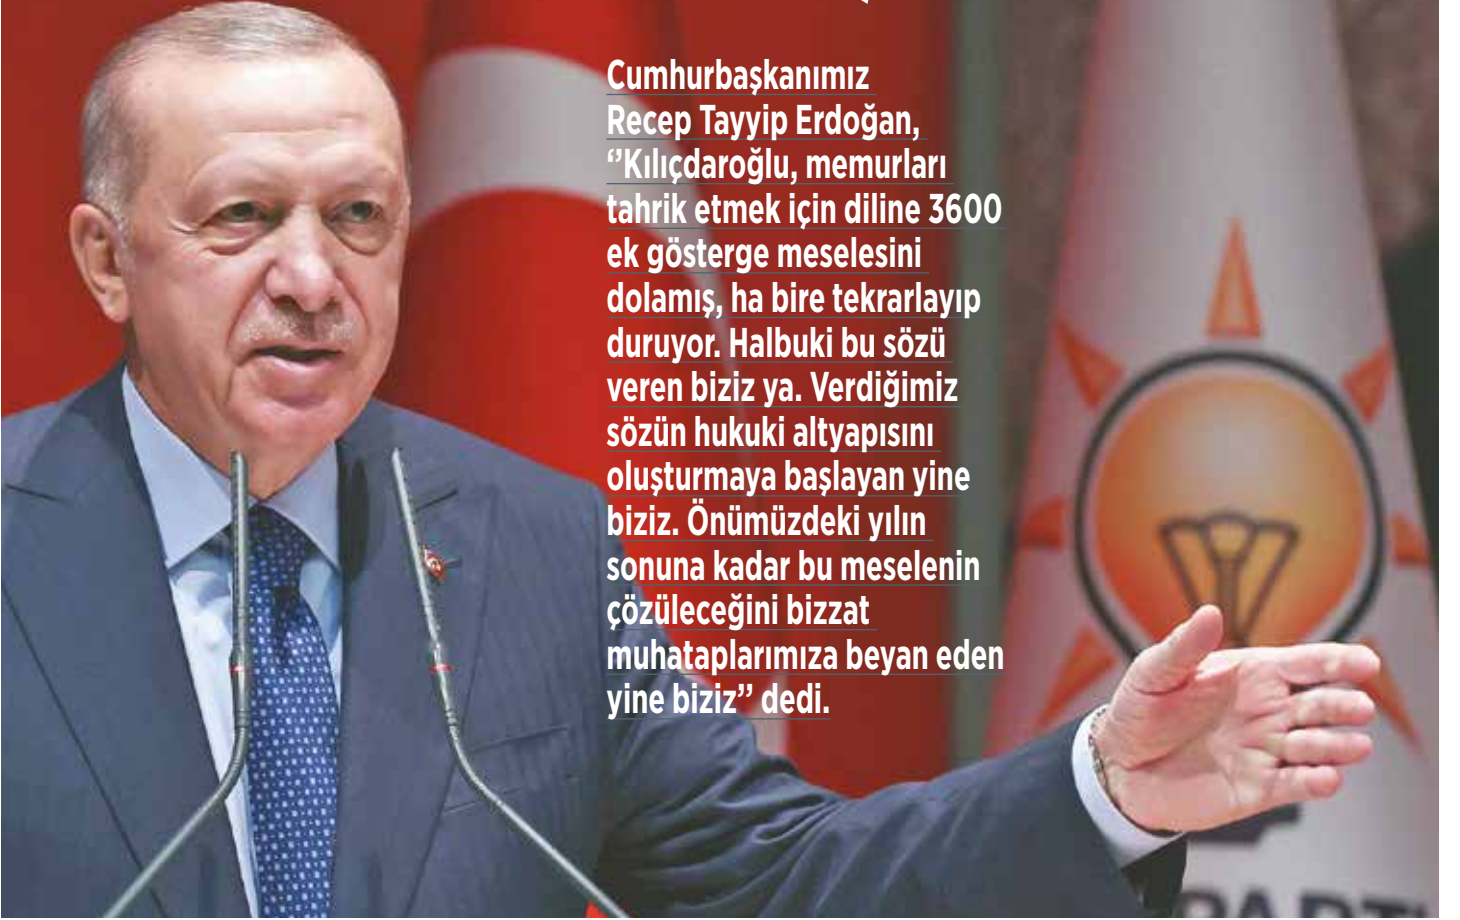 Cumhurbaşkanımız
Recep Tayyip Erdoğan,
‘’Kılıçdaroğlu, memurları
tahrik etmek için diline 3600
ek gösterge meselesini
dolamış, ha bire tekrarlayıp
duruyor. Halbuki bu sözü
veren biziz ya. Verdiğimiz
sözün hukuki altyapısını
oluşturmaya başlayan yine
biziz. Önümüzdeki yılın
sonuna kadar bu meselenin
çözüleceğini bizzat
muhataplarımıza beyan eden
yine biziz’’ dedi.